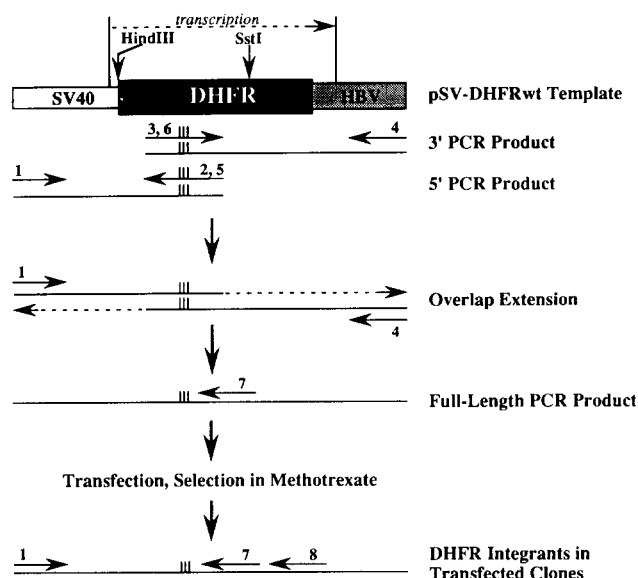 transcription
HindIII SstI
SV40 DHFR HBV pSV-DHFRwt Template
3, 6 4
3' PCR Product
1 2, 5
5' PCR Product
1
Overlap Extension
4
7
Full-Length PCR Product
Transfection, Selection in Methotrexate
1 7 8
DHFR Integrants in
Transfected Clones